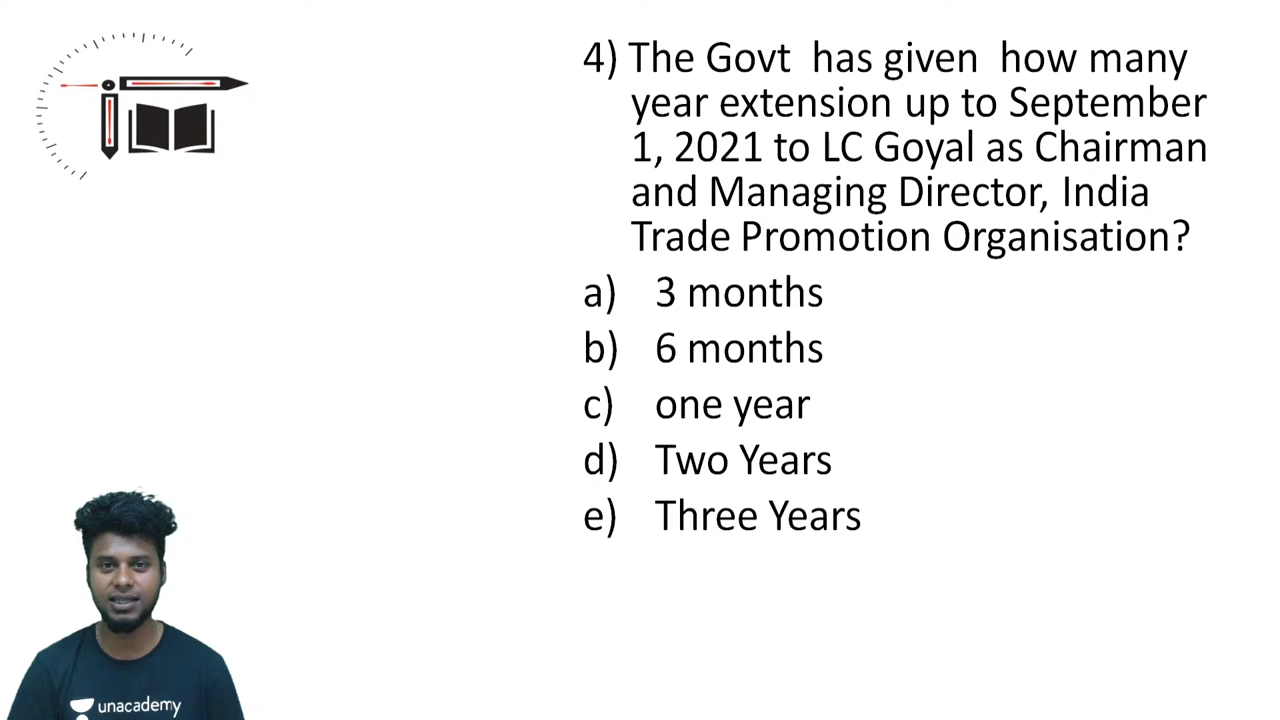 4) The Govt has given how many
year extension up to September
1, 2021 to LC Goyal as Chairman
and Managing Director, India
Trade Promotion Organisation?
a) 3 months
b) 6 months
c) one year
d) Two Years
e) Three Years
unacademy